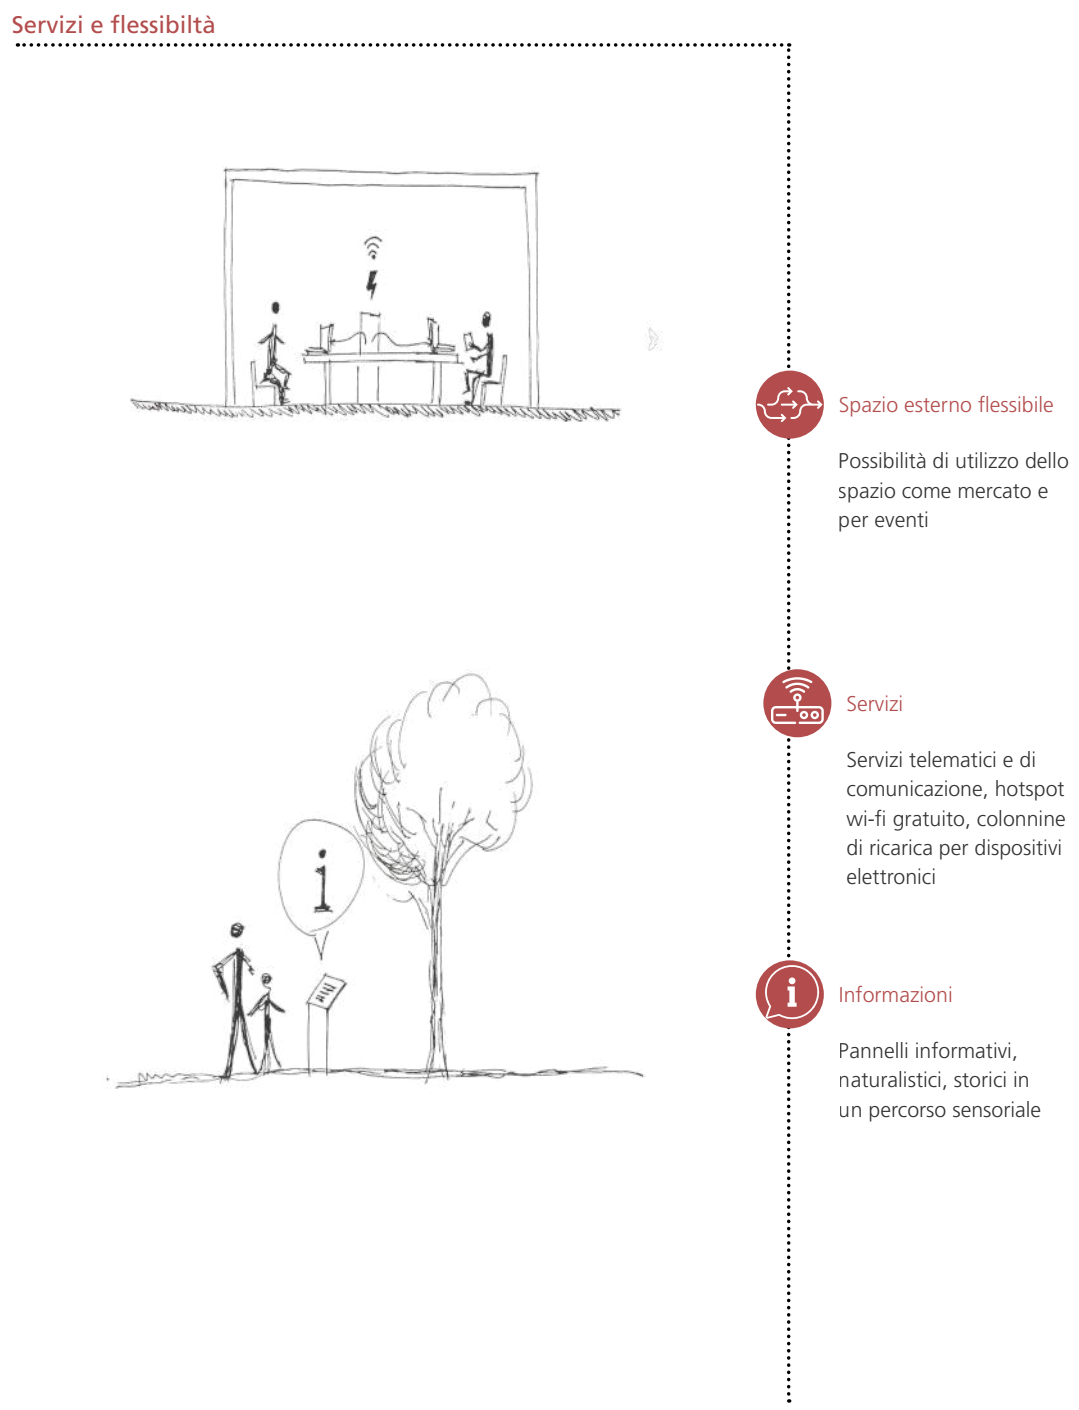 Servizi e flessibiltà
Spazio esterno flessibile
Possibilità di utilizzo dello
spazio come mercato e
per eventi
Servizi
Servizi telematici e di
comunicazione, hotspot
wi-fi gratuito, colonnine
di ricarica per dispositivi
elettronici
i
i
Informazioni
Pannelli informativi,
naturalistici, storici in
un percorso sensoriale